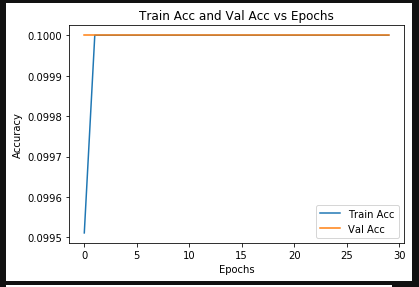 Train Acc and Val Acc vs Epochs
0.1000
0.0999
0.0998
0.0997
0.0996
0.0995
Accuracy
Train Acc
Val Acc
0 5 10 15 20 25 30
Epochs